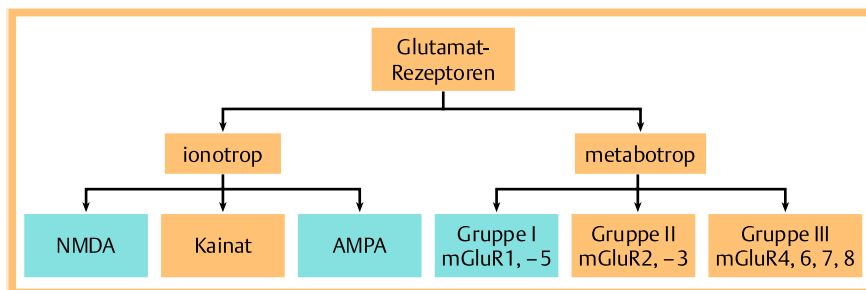 Glutamat-
Rezeptoren
ionotrop
metabotrop
NMDA
Kainat
AMPA
Gruppe I
mGluR1, –5
Gruppe II
mGluR2, –3
Gruppe III
mGluR4, 6, 7, 8